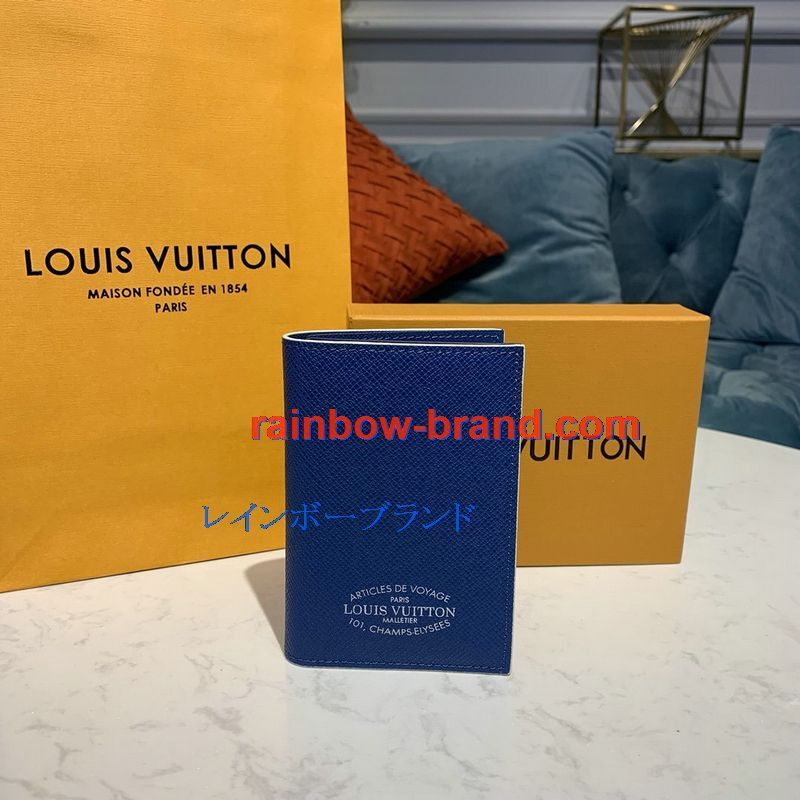 LOUIS VUITTON
MAISON FONDÉE EN 1854
PARIS
rainbow-brand.com
VUITTON
レインボーブランド
ARTICLES DE VOYAGE
PARIS
LOUIS VUITTON
MALLETIER
101, CHAMPS-ELYSEES